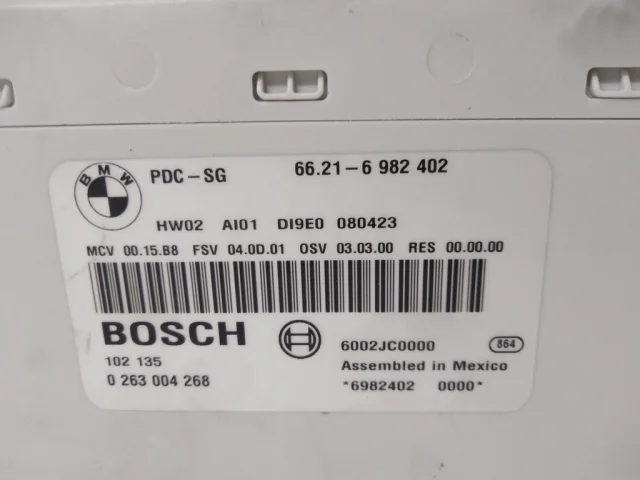 BMW
PDC-SG 66.21-6 982 402
HW02 AI01 DI9E0 080423
MCV 00.15.B8 FSV 04.0D.01 OSV 03.03.00 RES 00.00.00
BOSCH
6002JC0000 864
102 135
Assembled in Mexico
0 263 004 268
*6982402 0000*